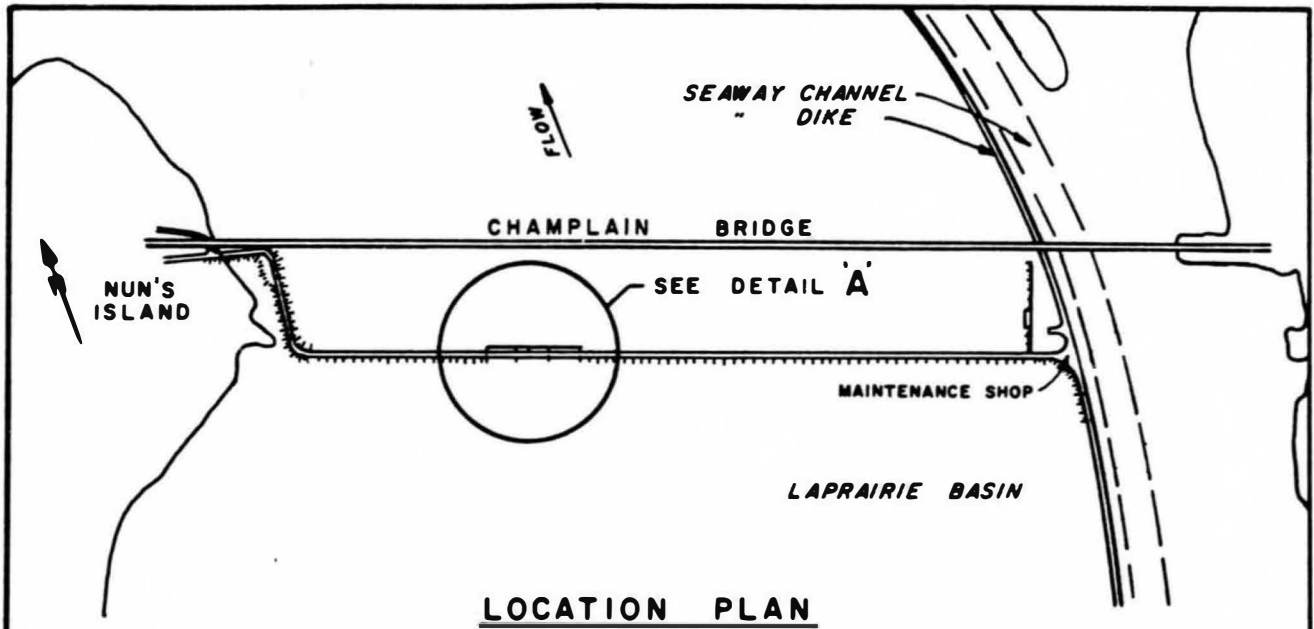 SEAWAY CHANNEL
" DIKE
FLOW
CHAMPLAIN BRIDGE
NUN'S
ISLAND
SEE DETAIL 'A'
MAINTENANCE SHOP
LAPRAIRIE BASIN
LOCATION PLAN